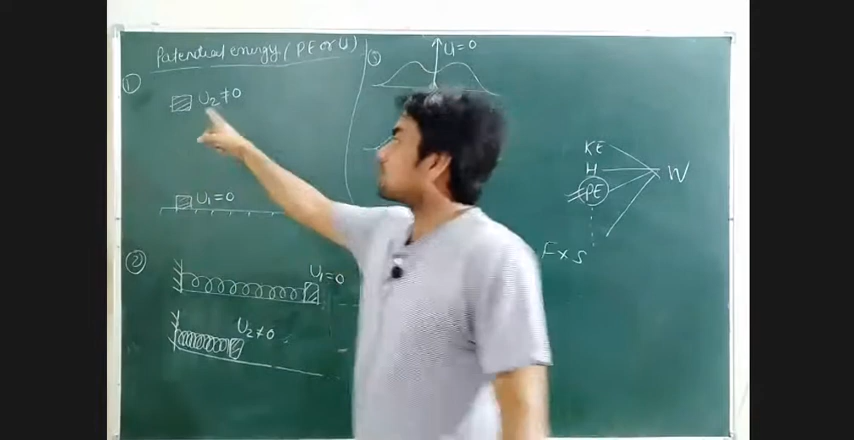 Potential energy (PE or U)
①
U₂≠0
U₁=0
②
U₁=0
U₂≠0
③
U=0
KE
H
PE
W
F×S